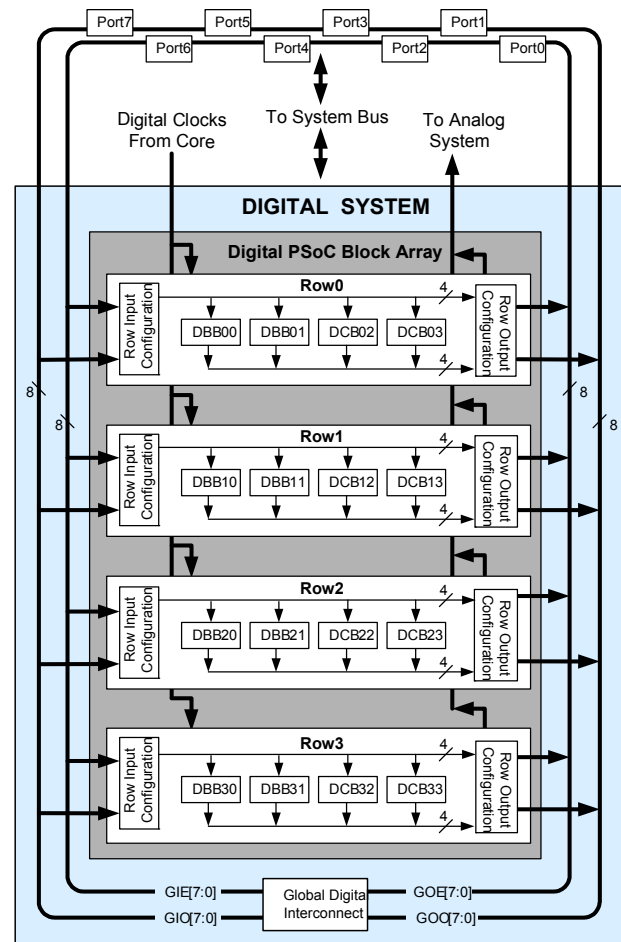 Port7
Port5
Port3
Port1
Port6
Port4
Port2
Port0
Digital Clocks
From Core
To System Bus
To Analog
System
DIGITAL SYSTEM
Digital PSoC Block Array
Row Input
Configuration
Row0
4
DBB00
DBB01
DCB02
DCB03
4
Row Output
Configuration
8
8
8
8
Row Input
Configuration
Row1
4
DBB10
DBB11
DCB12
DCB13
4
Row Output
Configuration
Row Input
Configuration
Row2
4
DBB20
DBB21
DCB22
DCB23
4
Row Output
Configuration
Row Input
Configuration
Row3
4
DBB30
DBB31
DCB32
DCB33
4
Row Output
Configuration
GIE[7:0]
GIO[7:0]
Global Digital
Interconnect
GOE[7:0]
GOO[7:0]